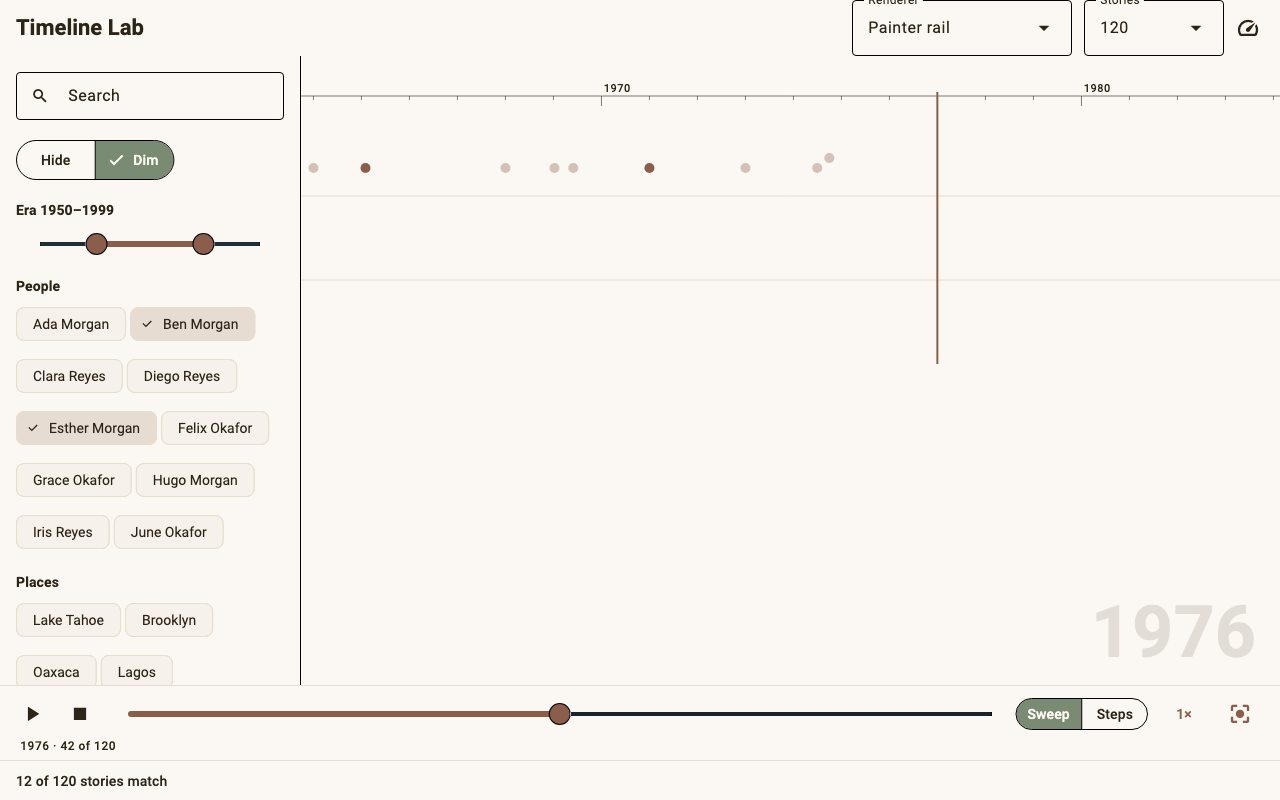 Timeline Lab
Renderer
Painter rail
Stories
120
Search
Hide
Dim
Era 1950–1999
People
Ada Morgan
Ben Morgan
Clara Reyes
Diego Reyes
Esther Morgan
Felix Okafor
Grace Okafor
Hugo Morgan
Iris Reyes
June Okafor
Places
Lake Tahoe
Brooklyn
Oaxaca
Lagos
1970
1980
1976
Sweep
Steps
1×
1976 · 42 of 120
12 of 120 stories match